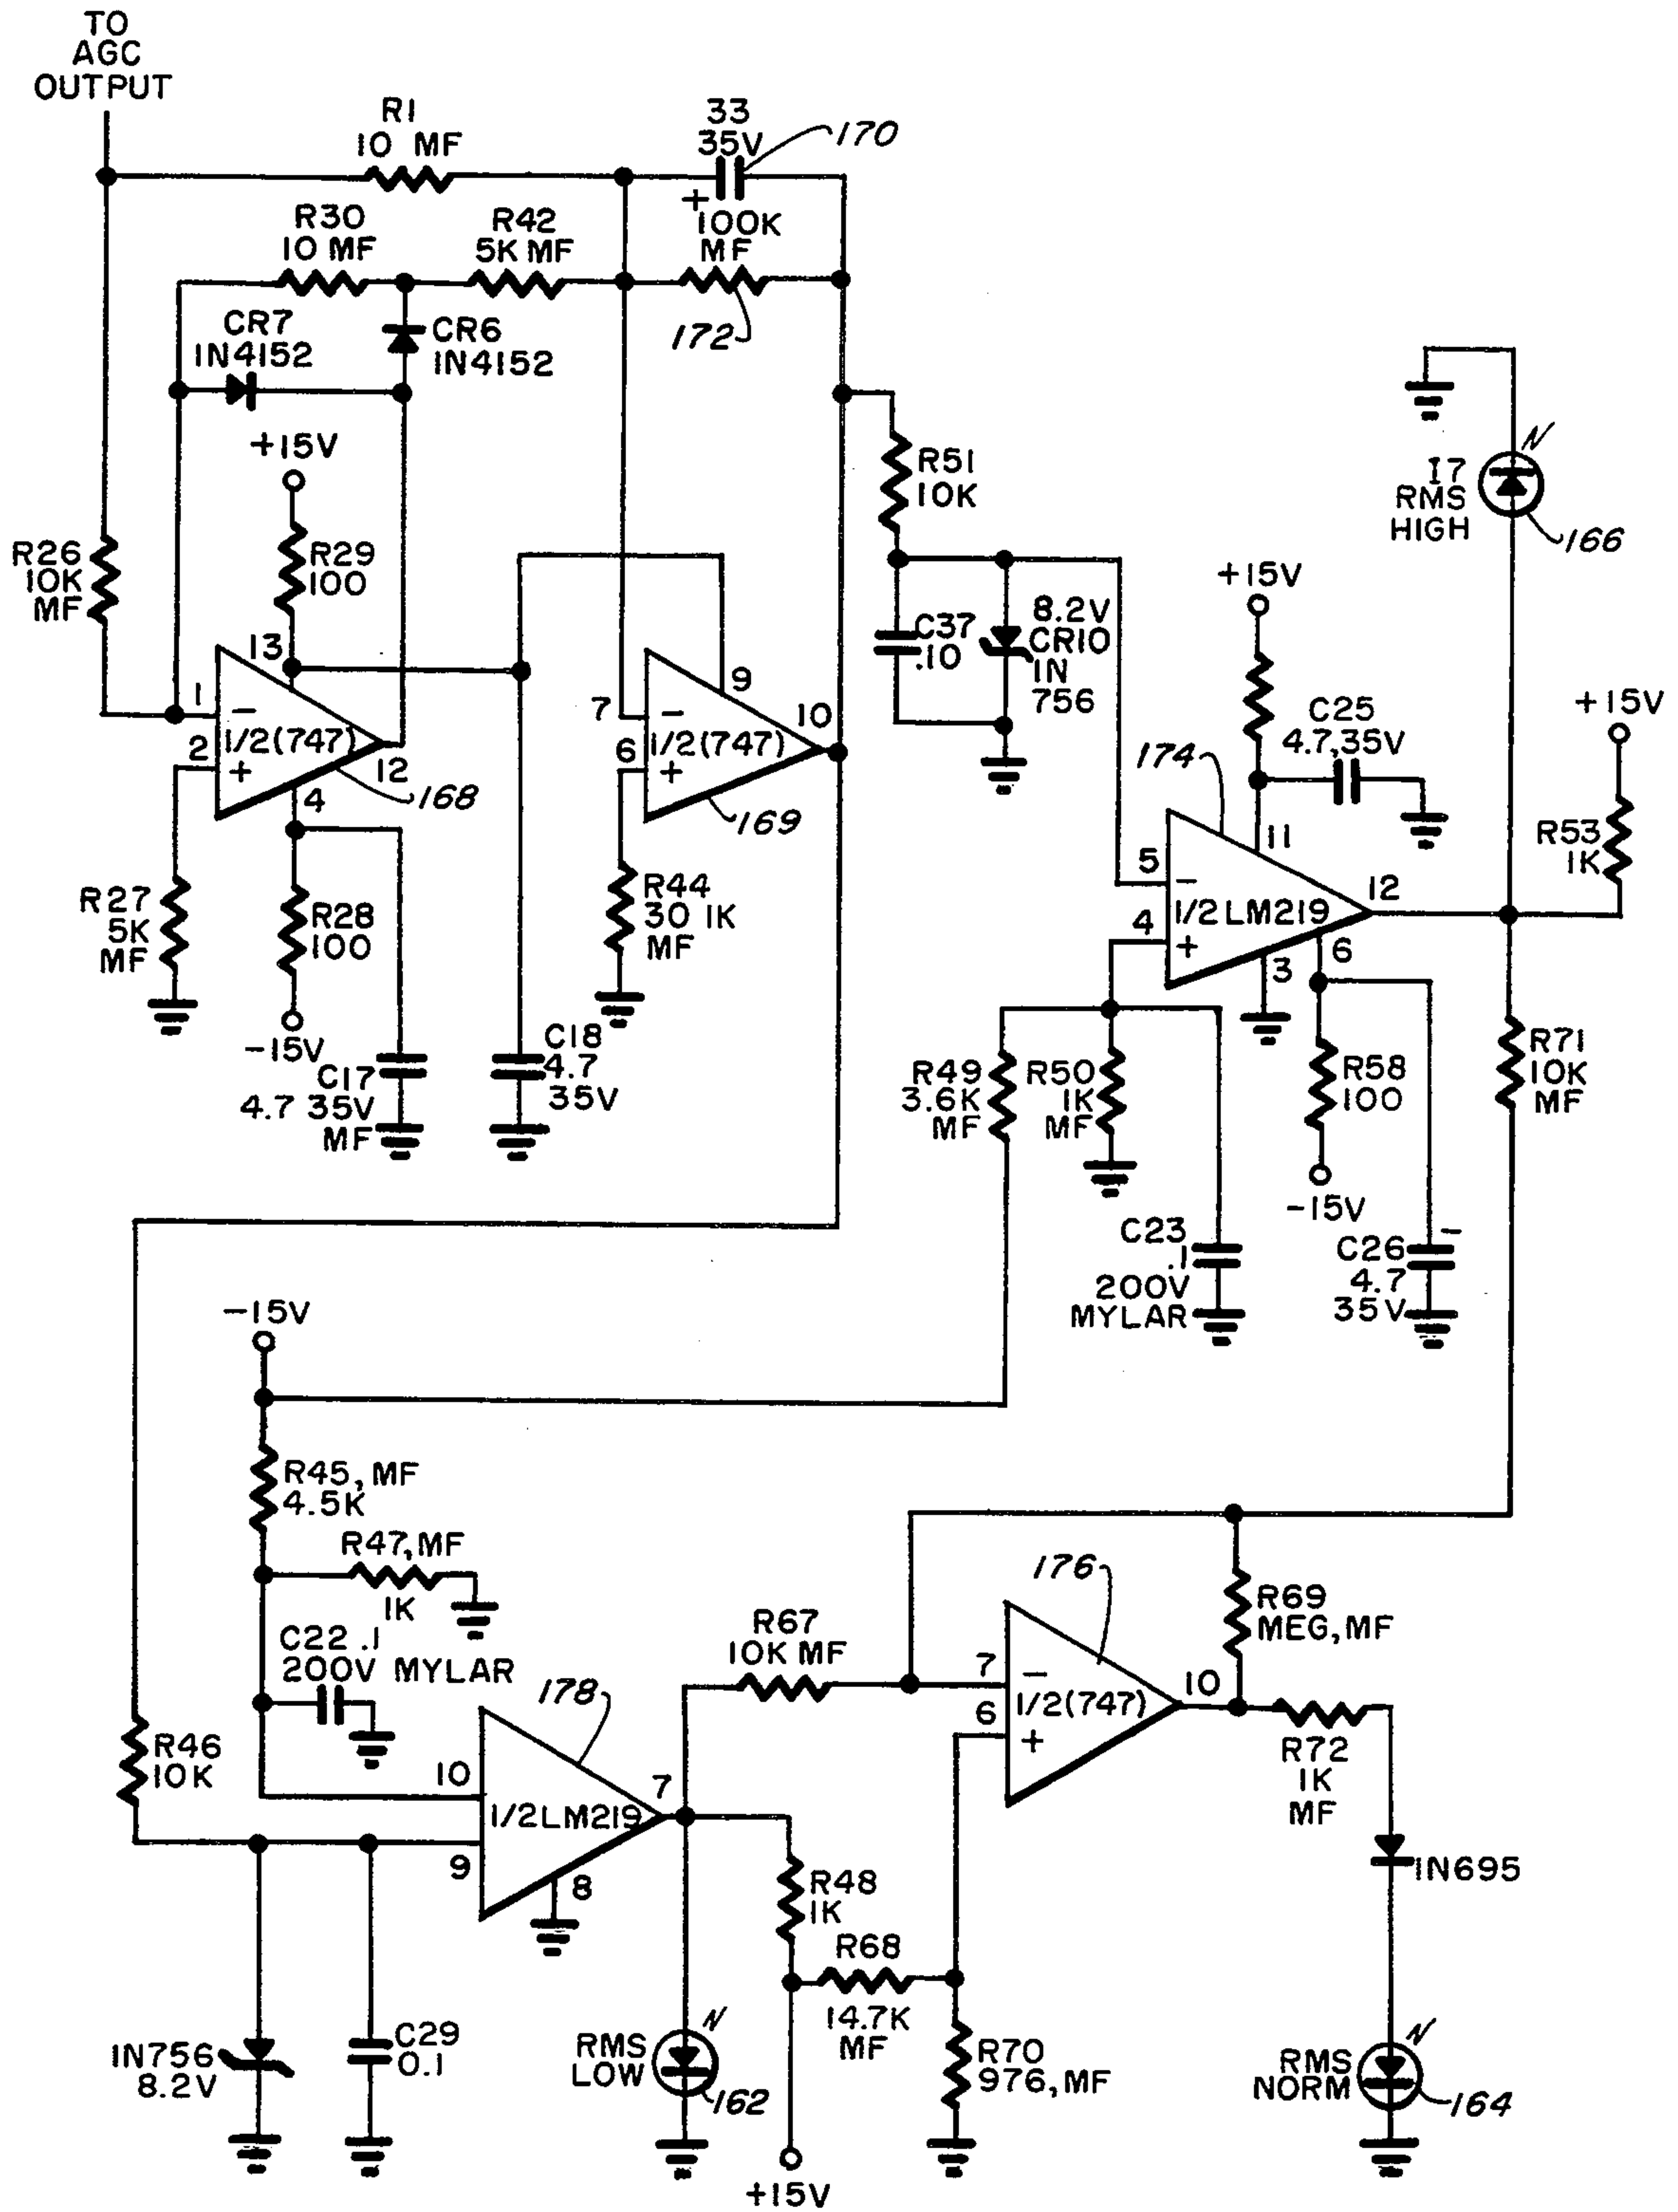 TO
AGC
OUTPUT
R1
10 MF
33
35V
170
+
100K
MF
172
R30
10 MF
R42
5K MF
CR7
1N4152
CR6
1N4152
+15V
R29
100
R26
10K
MF
13
1
−
2
+
1/2(747)
12
4
168
R27
5K
MF
R28
100
−15V
C17
4.7 35V
MF
C18
4.7
35V
9
7
−
6
+
1/2(747)
10
169
R44
30 1K
MF
R51
10K
C37
.10
8.2V
CR10
1N
756
I7
RMS
HIGH
166
+15V
C25
4.7,35V
174
11
5
−
4
+
1/2LM219
12
6
3
+15V
R53
1K
R49
3.6K
MF
R50
1K
MF
R58
100
−15V
R71
10K
MF
C23
.1
200V
MYLAR
−
C26
4.7
35V
−15V
R45, MF
4.5K
R47, MF
1K
C22 .1
200V MYLAR
R46
10K
178
10
9
1/2LM219
7
8
R67
10K MF
176
7
−
6
+
1/2(747)
10
R69
MEG, MF
R72
1K
MF
1N695
R48
1K
R68
14.7K
MF
R70
976, MF
1N756
8.2V
C29
0.1
RMS
LOW
162
+15V
RMS
NORM
164